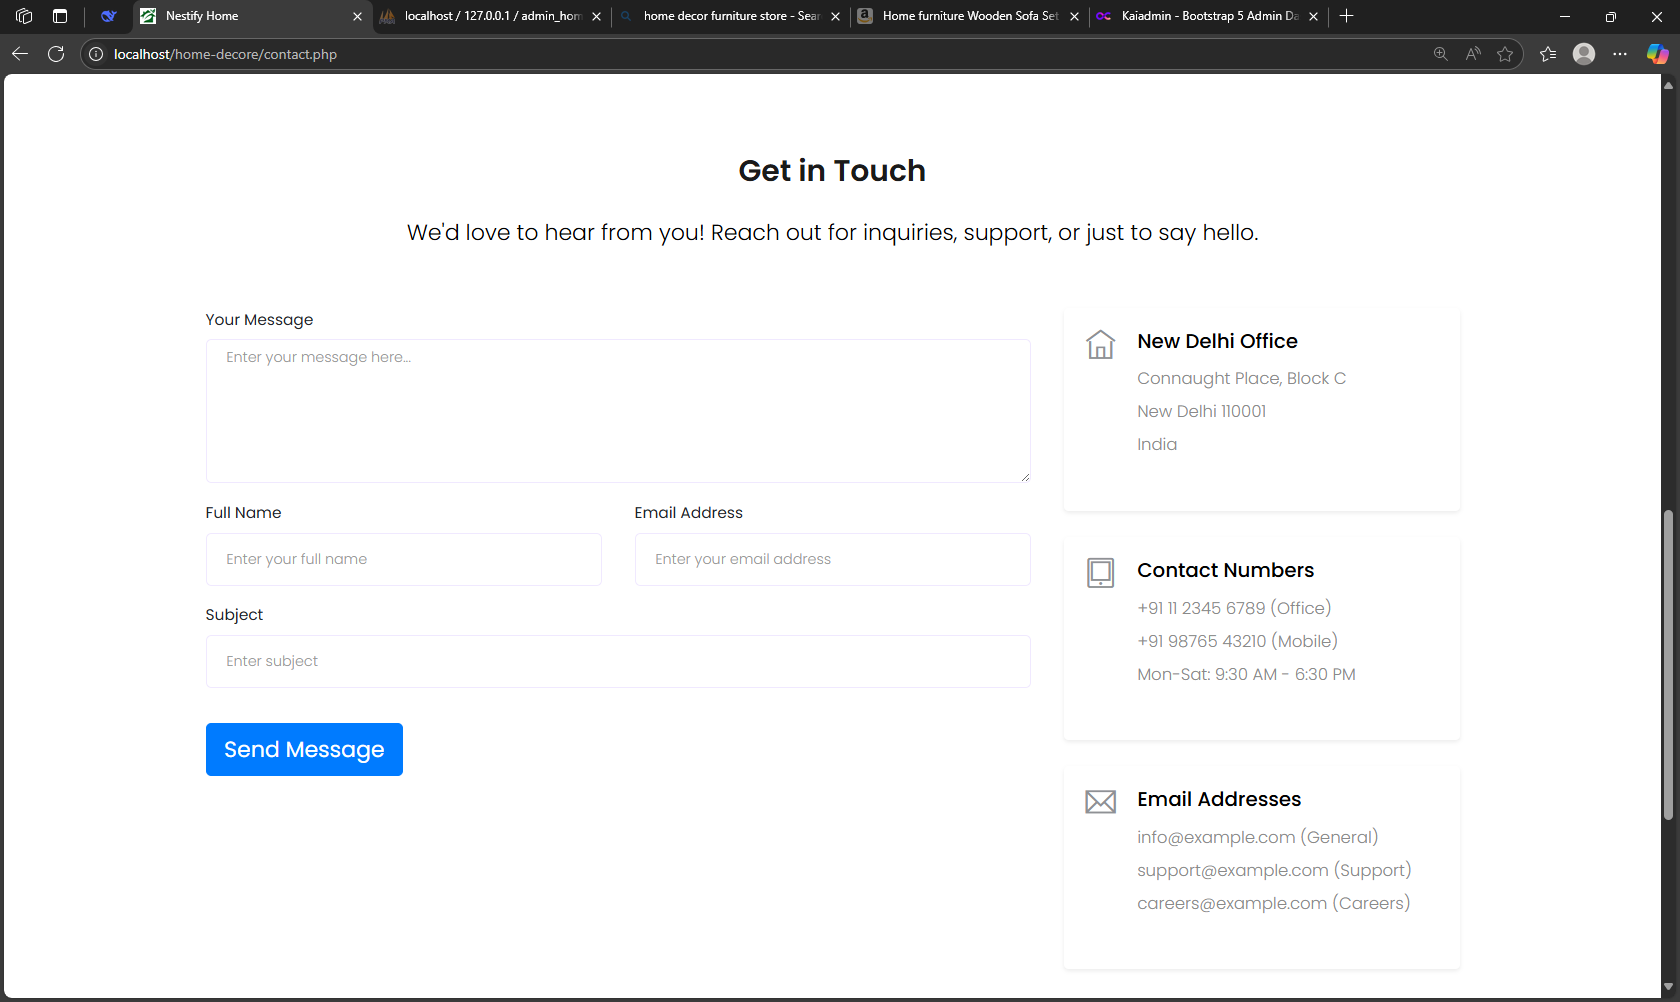 Nestify Home
localhost / 127.0.0.1 / admin_hom
home decor furniture store - Sear
Home furniture Wooden Sofa Set
Kaiadmin - Bootstrap 5 Admin Da
localhost/home-decore/contact.php
Get in Touch
We'd love to hear from you! Reach out for inquiries, support, or just to say hello.
Your Message
Enter your message here...
Full Name
Enter your full name
Email Address
Enter your email address
Subject
Enter subject
Send Message
New Delhi Office
Connaught Place, Block C
New Delhi 110001
India
Contact Numbers
+91 11 2345 6789 (Office)
+91 98765 43210 (Mobile)
Mon-Sat: 9:30 AM - 6:30 PM
Email Addresses
info@example.com (General)
support@example.com (Support)
careers@example.com (Careers)